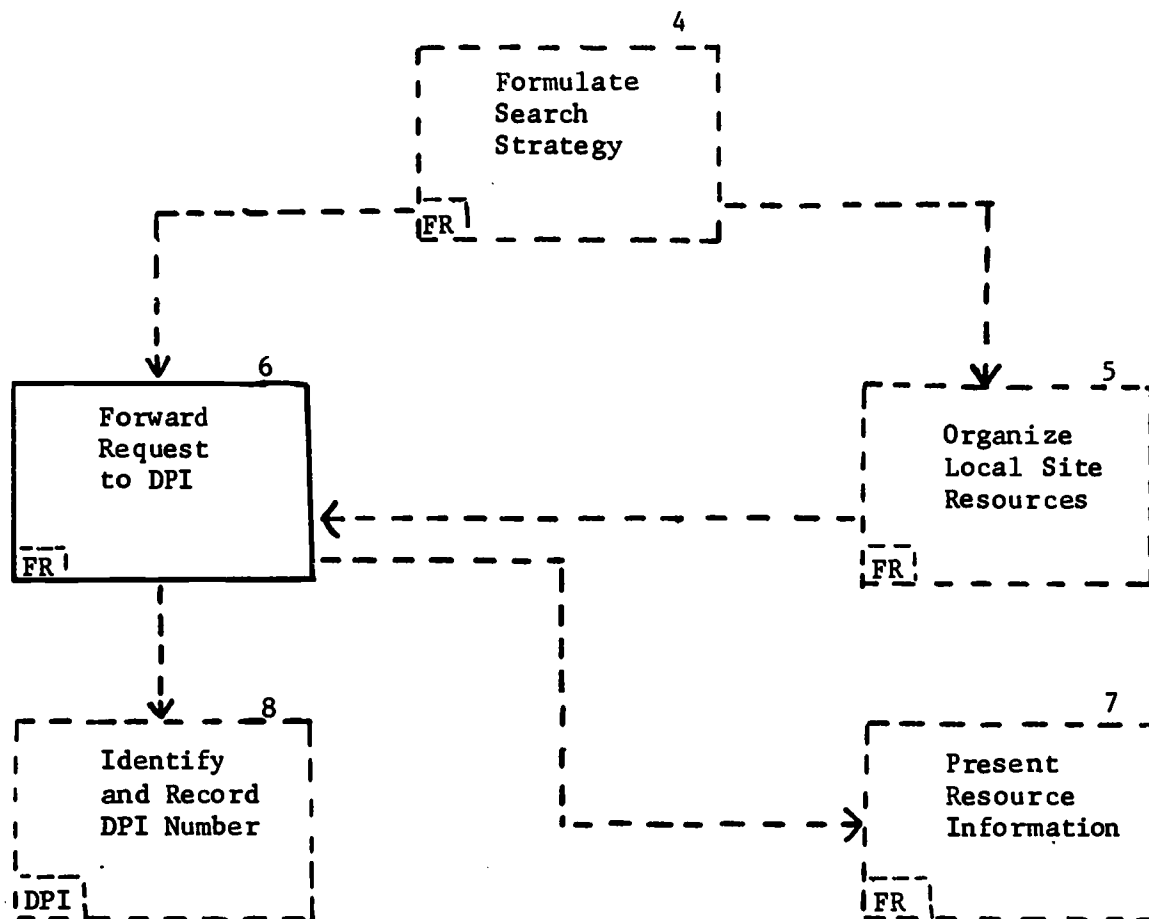 4
Formulate
Search
Strategy
FR
6
Forward
Request
to DPI
FR
5
Organize
Local Site
Resources
FR
8
Identify
and Record
DPI Number
DPI
7
Present
Resource
Information
FR